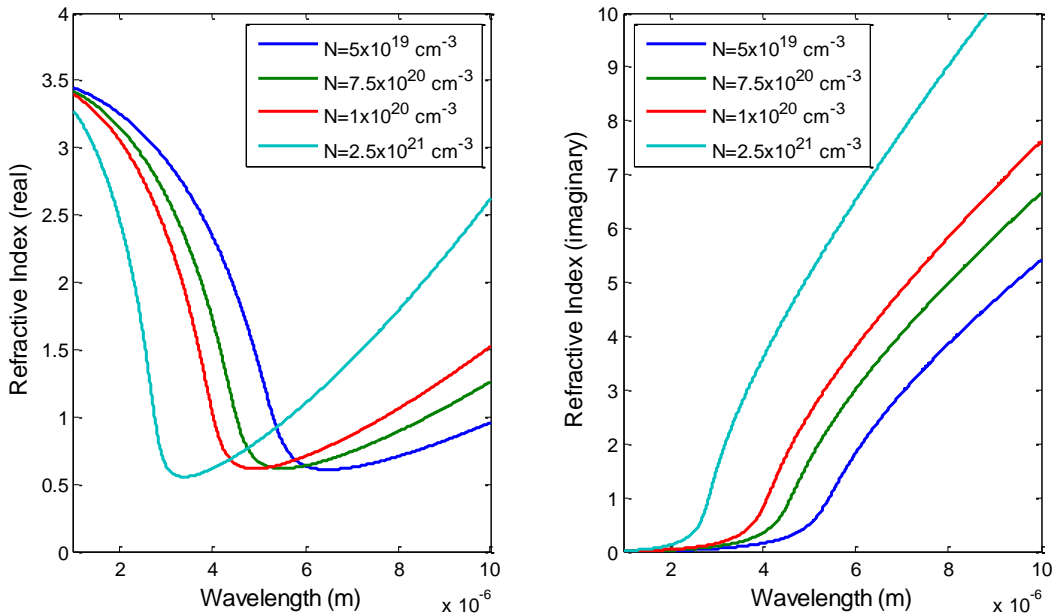 4
3.5
3
2.5
2
1.5
1
0.5
0
2
4
6
8
10
x 10^-6
Wavelength (m)
Refractive Index (real)
N=5x10^19 cm^-3
N=7.5x10^20 cm^-3
N=1x10^20 cm^-3
N=2.5x10^21 cm^-3
10
9
8
7
6
5
4
3
2
1
0
2
4
6
8
10
x 10^-6
Wavelength (m)
Refractive Index (imaginary)
N=5x10^19 cm^-3
N=7.5x10^20 cm^-3
N=1x10^20 cm^-3
N=2.5x10^21 cm^-3